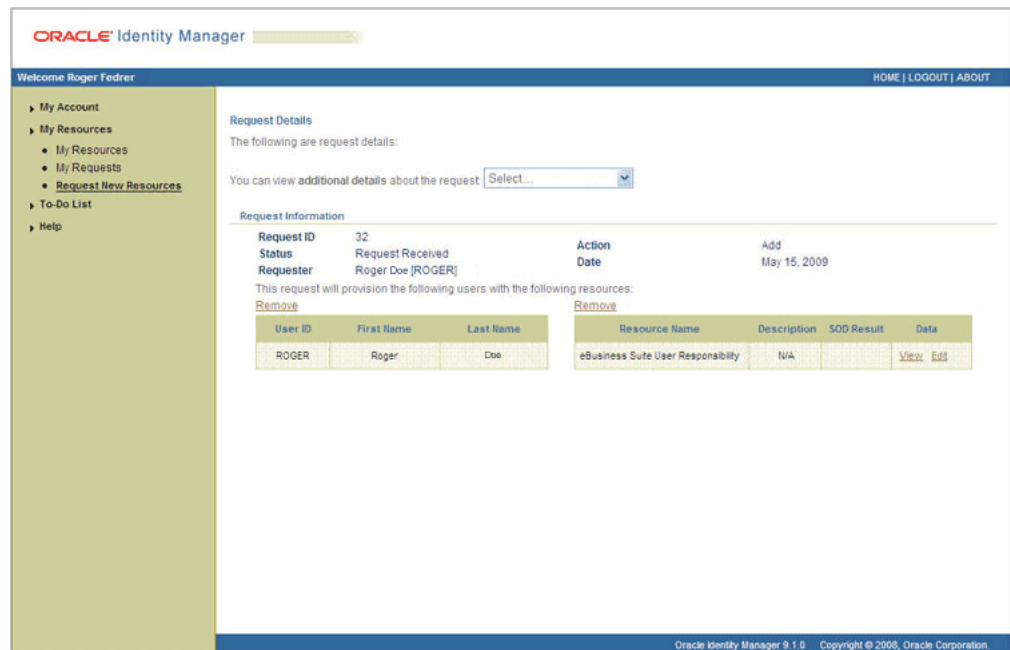 ORACLE Identity Manager
Welcome Roger Fedrer
HOME | LOGOUT | ABOUT
My Account
My Resources
My Resources
My Requests
Request New Resources
To-Do List
Help
Request Details
The following are request details:
You can view additional details about the request Select...
Request Information
Request ID 32
Status Request Received
Requester Roger Doe [ROGER]
Action Add
Date May 15, 2009
This request will provision the following users with the following resources:
Remove
User ID First Name Last Name
ROGER Roger Doe
Remove
Resource Name Description SOD Result Data
eBusiness Suite User Responsibility N/A View Edit
Oracle Identity Manager 9.1.0 Copyright © 2008, Oracle Corporation.